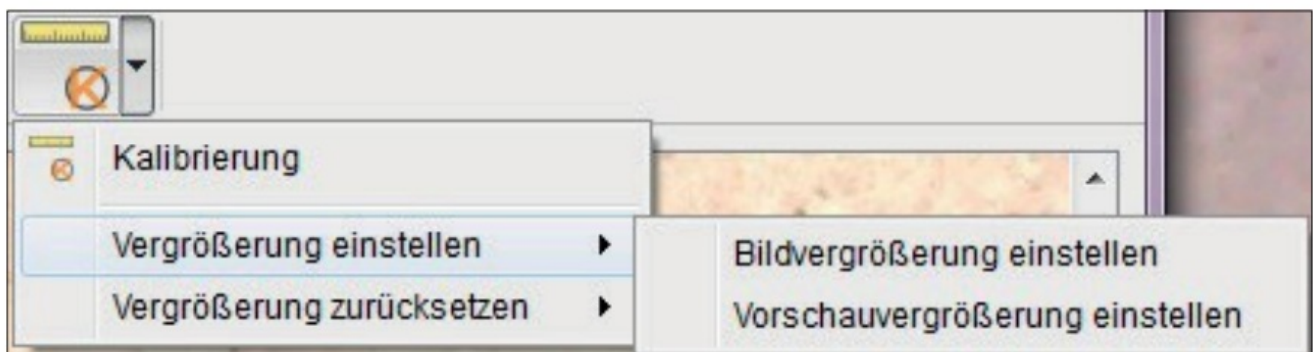 Kalibrierung
Vergrößerung einstellen
Vergrößerung zurücksetzen
Bildvergrößerung einstellen
Vorschauvergrößerung einstellen